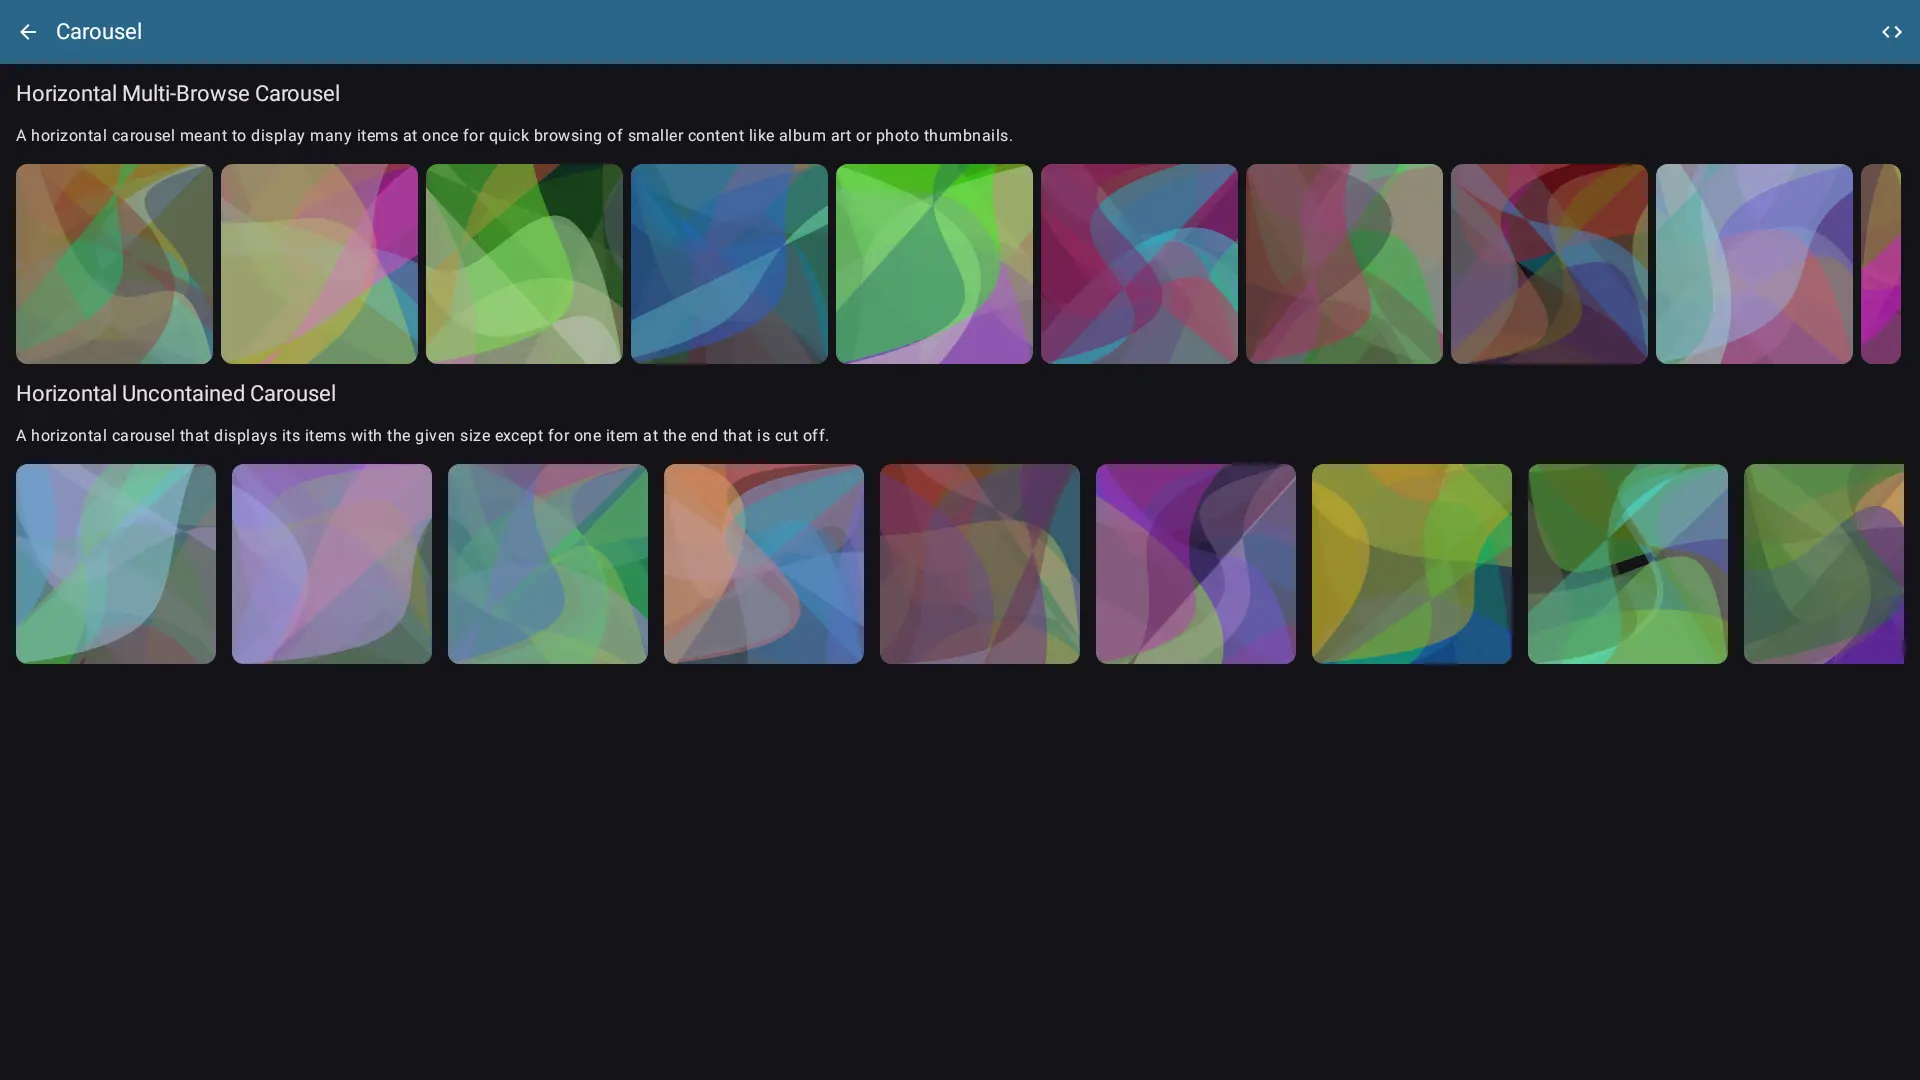 Carousel
Horizontal Multi-Browse Carousel
A horizontal carousel meant to display many items at once for quick browsing of smaller content like album art or photo thumbnails.
Horizontal Uncontained Carousel
A horizontal carousel that displays its items with the given size except for one item at the end that is cut off.